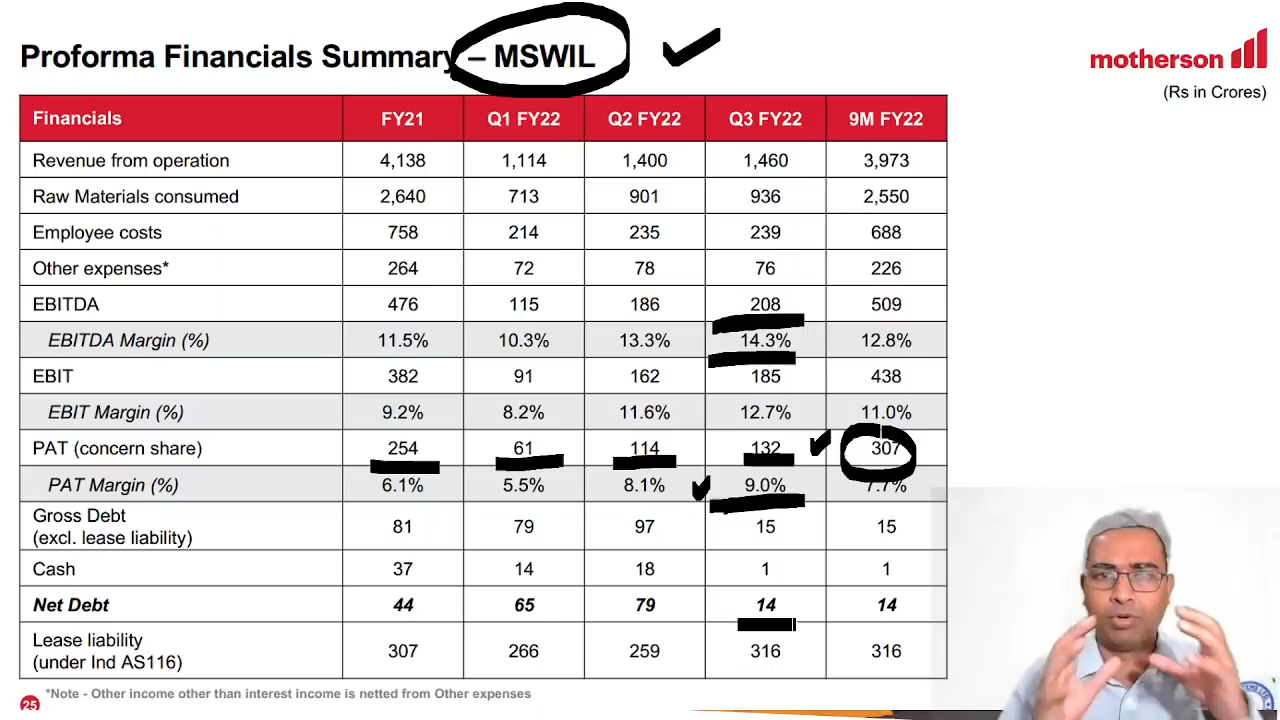 Proforma Financials Summary – MSWIL
motherson
(Rs in Crores)
Financials FY21 Q1 FY22 Q2 FY22 Q3 FY22 9M FY22
Revenue from operation 4,138 1,114 1,400 1,460 3,973
Raw Materials consumed 2,640 713 901 936 2,550
Employee costs 758 214 235 239 688
Other expenses* 264 72 78 76 226
EBITDA 476 115 186 208 509
EBITDA Margin (%) 11.5% 10.3% 13.3% 14.3% 12.8%
EBIT 382 91 162 185 438
EBIT Margin (%) 9.2% 8.2% 11.6% 12.7% 11.0%
PAT (concern share) 254 61 114 132 307
PAT Margin (%) 6.1% 5.5% 8.1% 9.0% 7.7%
Gross Debt
(excl. lease liability) 81 79 97 15 15
Cash 37 14 18 1 1
Net Debt 44 65 79 14 14
Lease liability
(under Ind AS116) 307 266 259 316 316
*Note - Other income other than interest income is netted from Other expenses
25